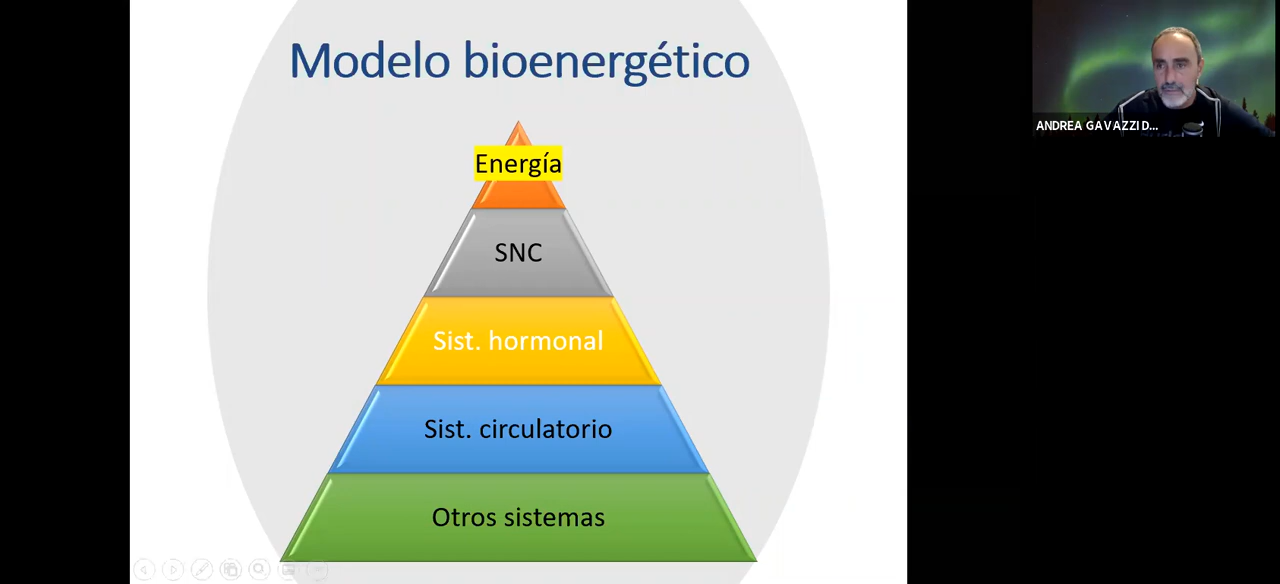 Modelo bioenergético
Energía
SNC
Sist. hormonal
Sist. circulatorio
Otros sistemas
ANDREA GAVAZZI D...